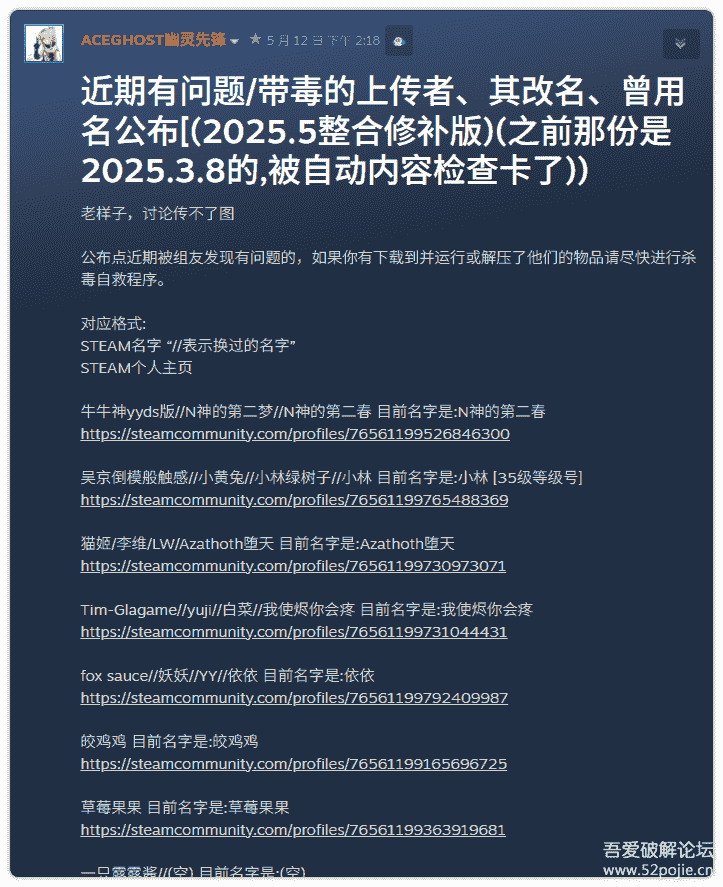 ACEGHOST幽灵先鋒 ★ 5 月 12 日 下午 2:18
近期有问题/带毒的上传者、其改名、曾用
名公布[(2025.5整合修补版)(之前那份是
2025.3.8的,被自动内容检查卡了))
老样子，讨论传不了图
公布点近期被组友发现有问题的，如果你有下载到并运行或解压了他们的物品请尽快进行杀
毒自救程序。
对应格式:
STEAM名字 “//表示换过的名字”
STEAM个人主页
牛牛神yyds版//N神的第二梦//N神的第二春 目前名字是:N神的第二春
https://steamcommunity.com/profiles/76561199526846300
吴京倒模般触感//小黄兔//小林绿树子//小林 目前名字是:小林 [35级等级号]
https://steamcommunity.com/profiles/76561199765488369
猫姬/李维/LW/Azathoth堕天 目前名字是:Azathoth堕天
https://steamcommunity.com/profiles/76561199730973071
Tim-Glagame//yuji//白菜//我使烬你会疼 目前名字是:我使烬你会疼
https://steamcommunity.com/profiles/76561199731044431
fox sauce//妖妖//YY//依依 目前名字是:依依
https://steamcommunity.com/profiles/76561199792409987
皎鸡鸡 目前名字是:皎鸡鸡
https://steamcommunity.com/profiles/76561199165696725
草莓果果 目前名字是:草莓果果
https://steamcommunity.com/profiles/76561199363919681
一只露露酱//(空) 目前名字是:(空)
吾爱破解论坛
www.52pojie.cn